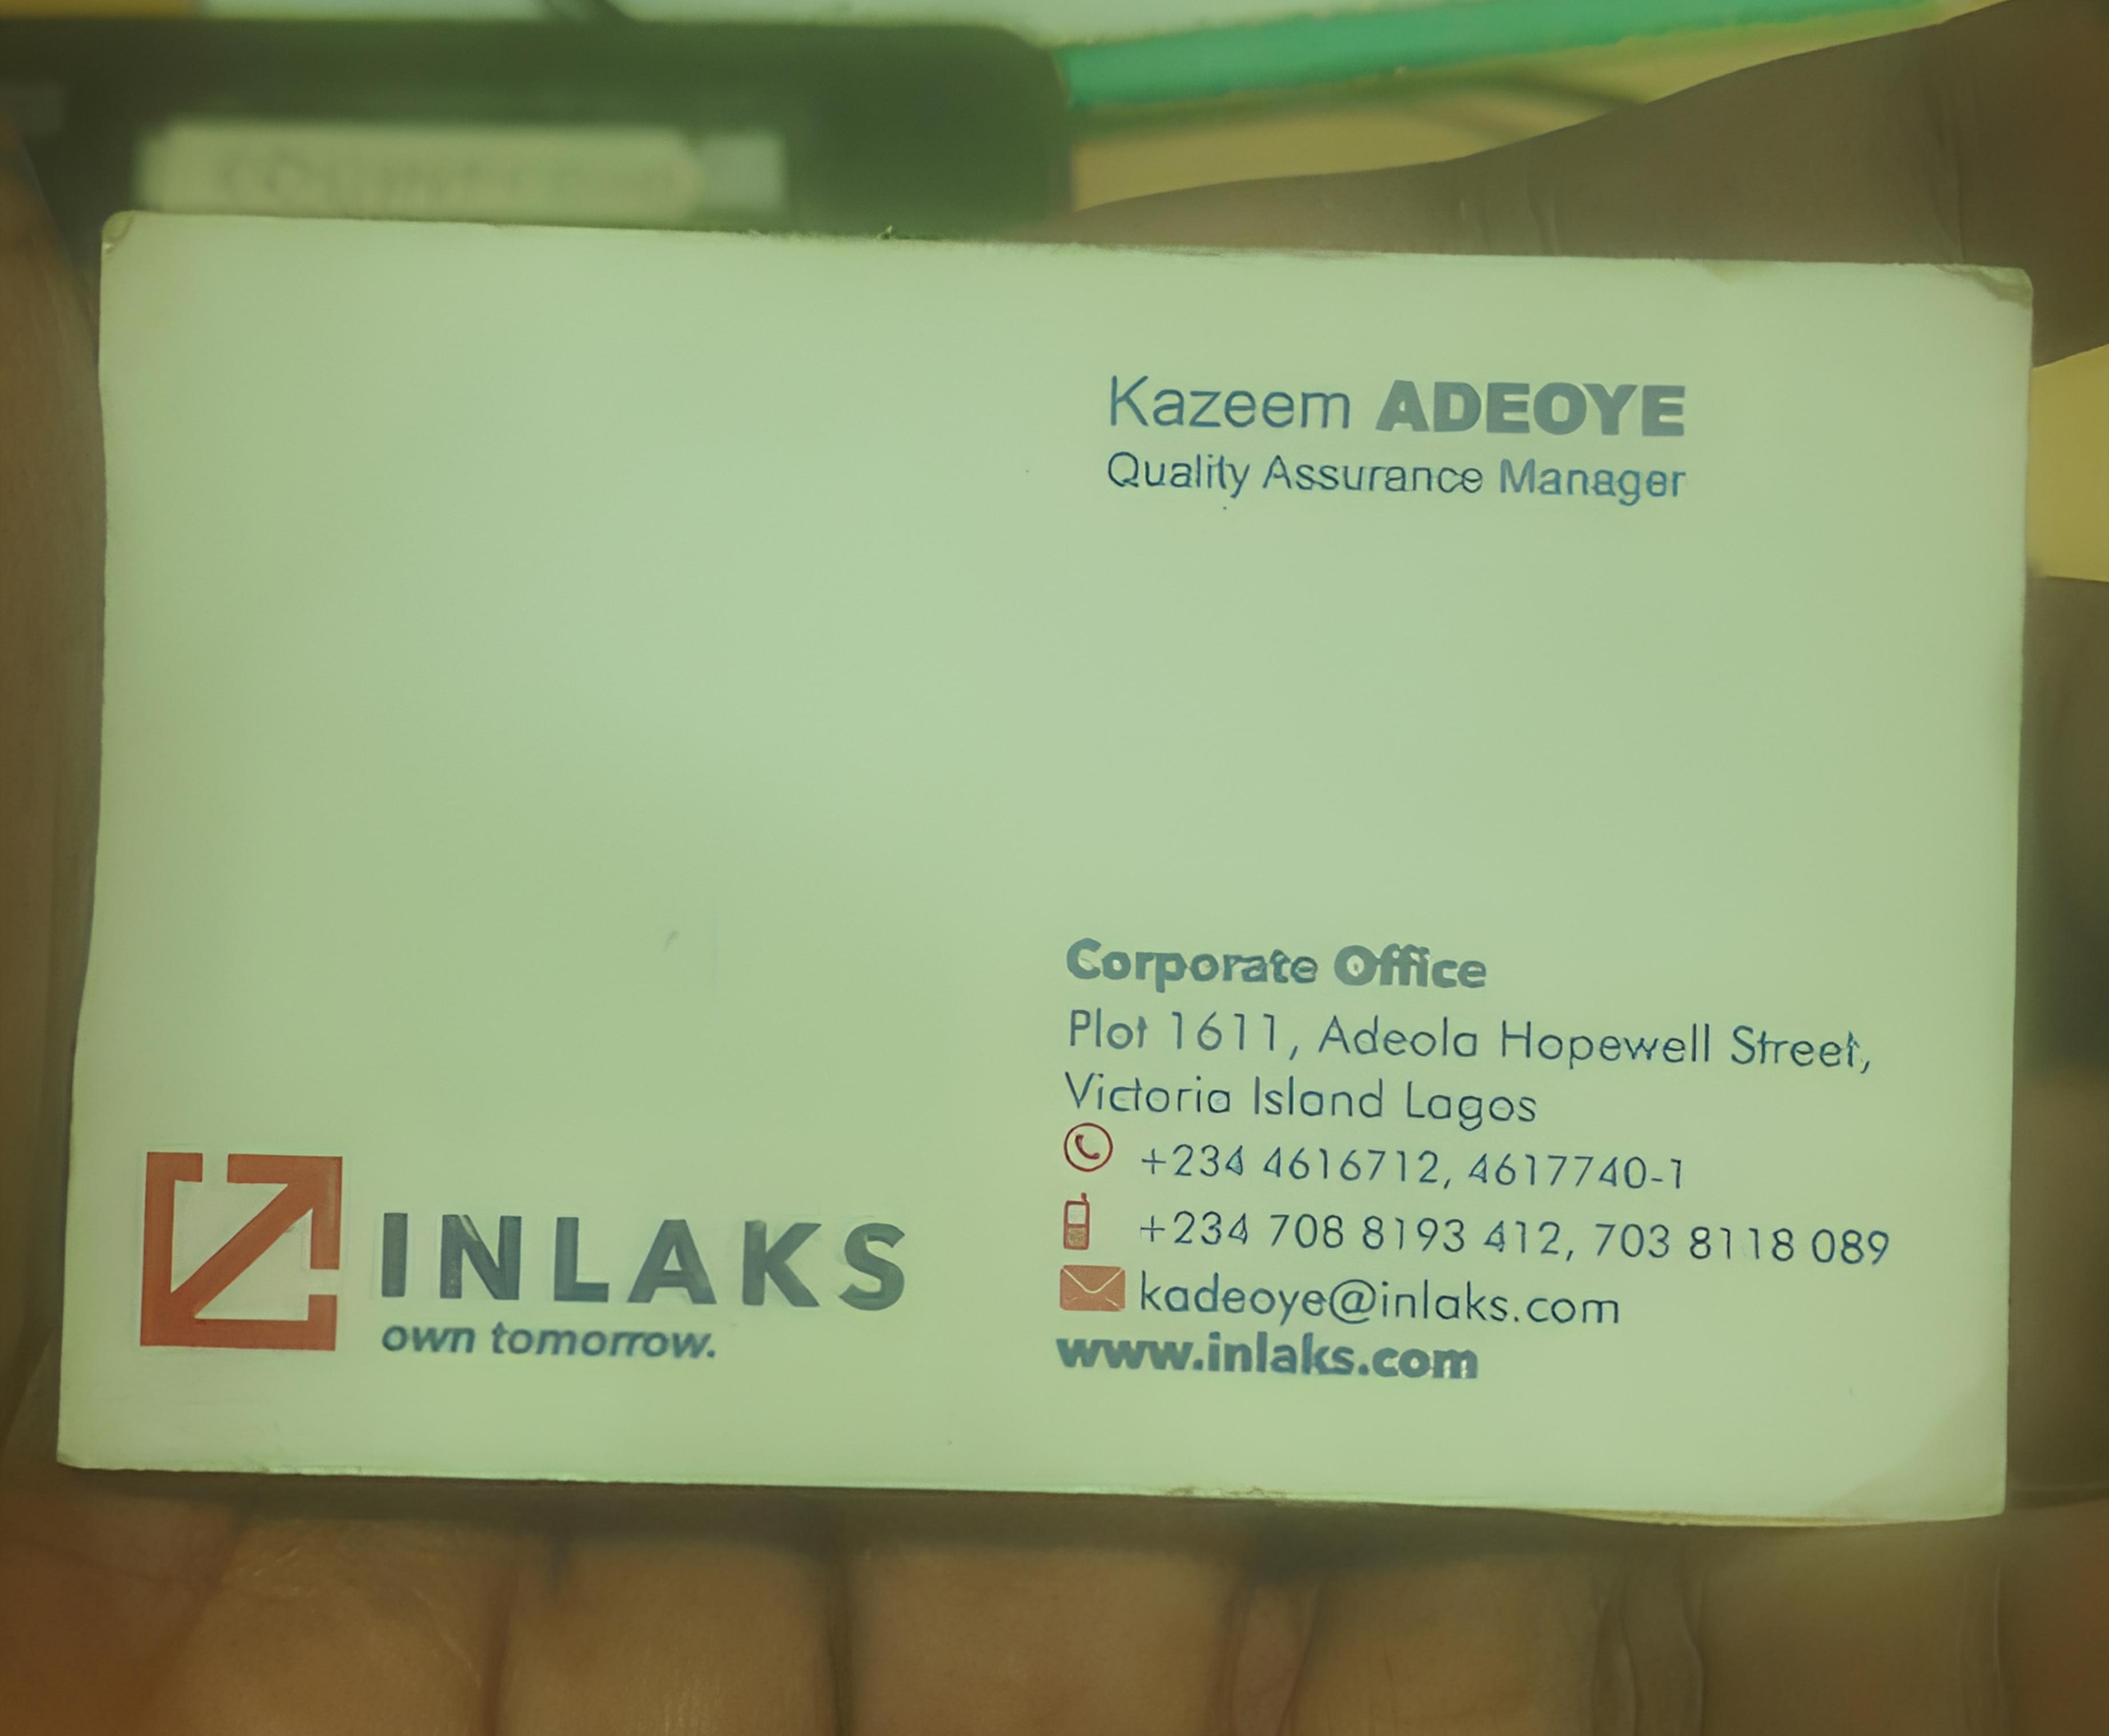 Kazeem ADEOYE
Quality Assurance Manager
Corporate Office
Plot 1611, Adeola Hopewell Street,
Victoria Island Lagos
+234 4616712, 4617740-1
+234 708 8193 412, 703 8118 089
kadeoye@inlaks.com
www.inlaks.com
INLAKS
own tomorrow.